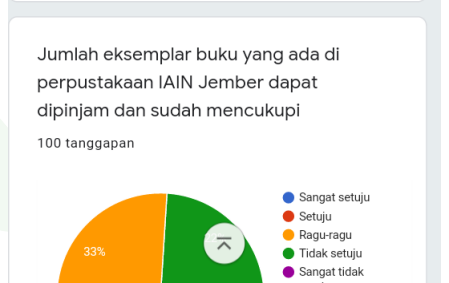 Jumlah eksemplar buku yang ada di
perpustakaan IAIN Jember dapat
dipinjam dan sudah mencukupi
100 tanggapan
Sangat setuju
Setuju
Ragu-ragu
Tidak setuju
Sangat tidak
33%